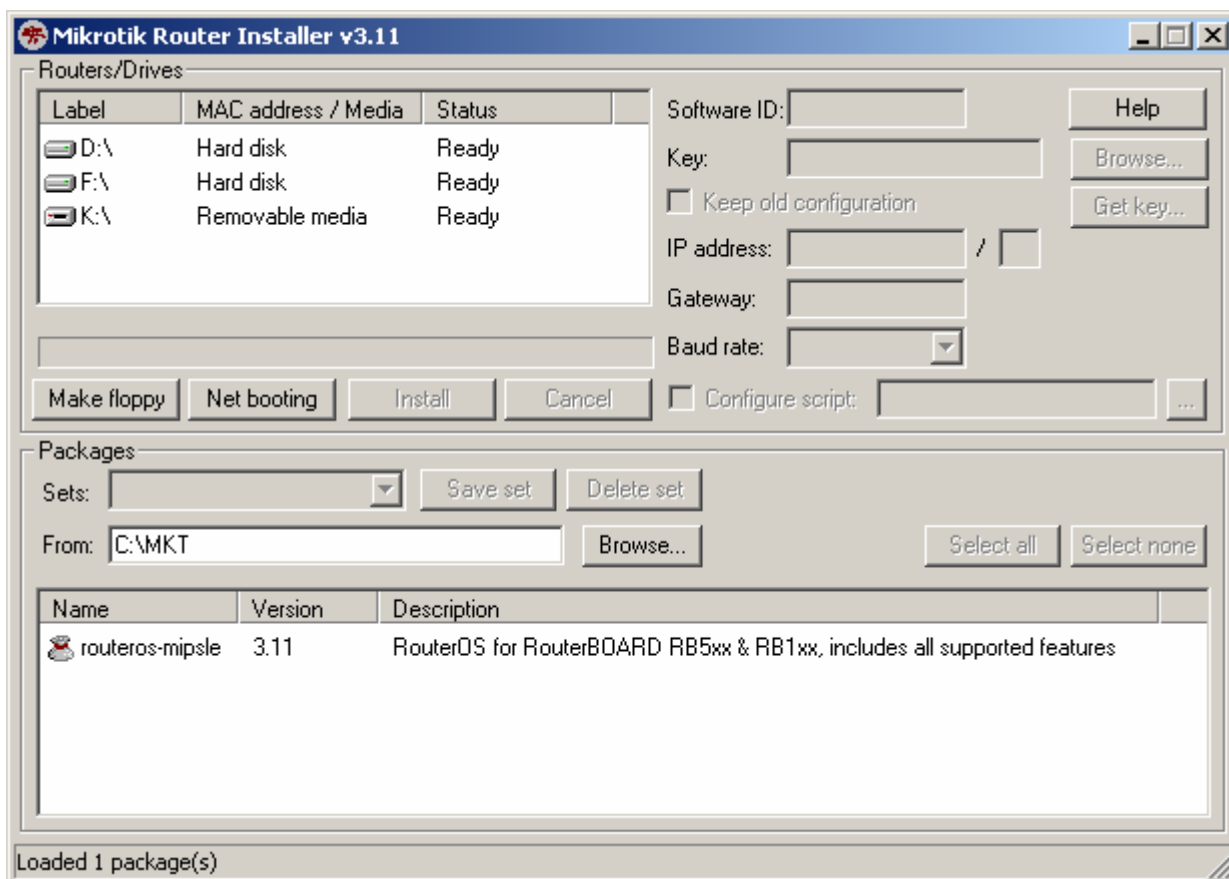 Mikrotik Router Installer v3.11
Routers/Drives
Label MAC address / Media Status
D:\ Hard disk Ready
F:\ Hard disk Ready
K:\ Removable media Ready
Software ID: Help
Key: Browse...
Keep old configuration Get key...
IP address: /
Gateway:
Baud rate:
Make floppy Net booting Install Cancel Configure script: ...
Packages
Sets: Save set Delete set
From: C:\MKT Browse... Select all Select none
Name Version Description
routeros-mipsle 3.11 RouterOS for RouterBOARD RB5xx & RB1xx, includes all supported features
Loaded 1 package(s)